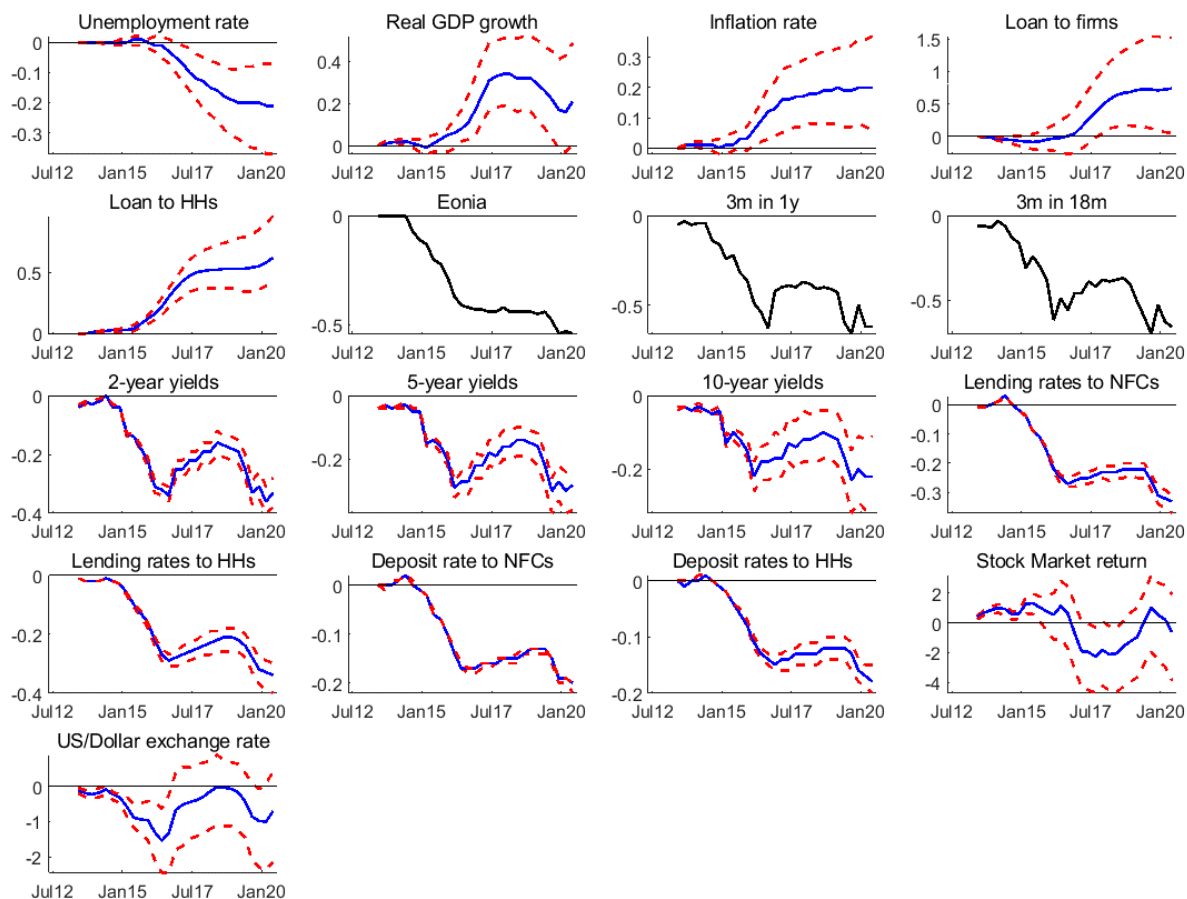 Unemployment rate
0
-0.1
-0.2
-0.3
Jul12 Jan15 Jul17 Jan20
Real GDP growth
0.4
0.2
0
Jul12 Jan15 Jul17 Jan20
Inflation rate
0.3
0.2
0.1
0
Jul12 Jan15 Jul17 Jan20
Loan to firms
1.5
1
0.5
0
Jul12 Jan15 Jul17 Jan20
Loan to HHs
0.5
0
Jul12 Jan15 Jul17 Jan20
Eonia
0
-0.5
Jul12 Jan15 Jul17 Jan20
3m in 1y
0
-0.5
Jul12 Jan15 Jul17 Jan20
3m in 18m
0
-0.5
Jul12 Jan15 Jul17 Jan20
2-year yields
0
-0.2
-0.4
Jul12 Jan15 Jul17 Jan20
5-year yields
0
-0.2
Jul12 Jan15 Jul17 Jan20
10-year yields
0
-0.2
Jul12 Jan15 Jul17 Jan20
Lending rates to NFCs
0
-0.1
-0.2
-0.3
Jul12 Jan15 Jul17 Jan20
Lending rates to HHs
0
-0.2
-0.4
Jul12 Jan15 Jul17 Jan20
Deposit rate to NFCs
0
-0.1
-0.2
Jul12 Jan15 Jul17 Jan20
Deposit rates to HHs
0
-0.1
-0.2
Jul12 Jan15 Jul17 Jan20
Stock Market return
2
0
-2
-4
Jul12 Jan15 Jul17 Jan20
US/Dollar exchange rate
0
-1
-2
Jul12 Jan15 Jul17 Jan20